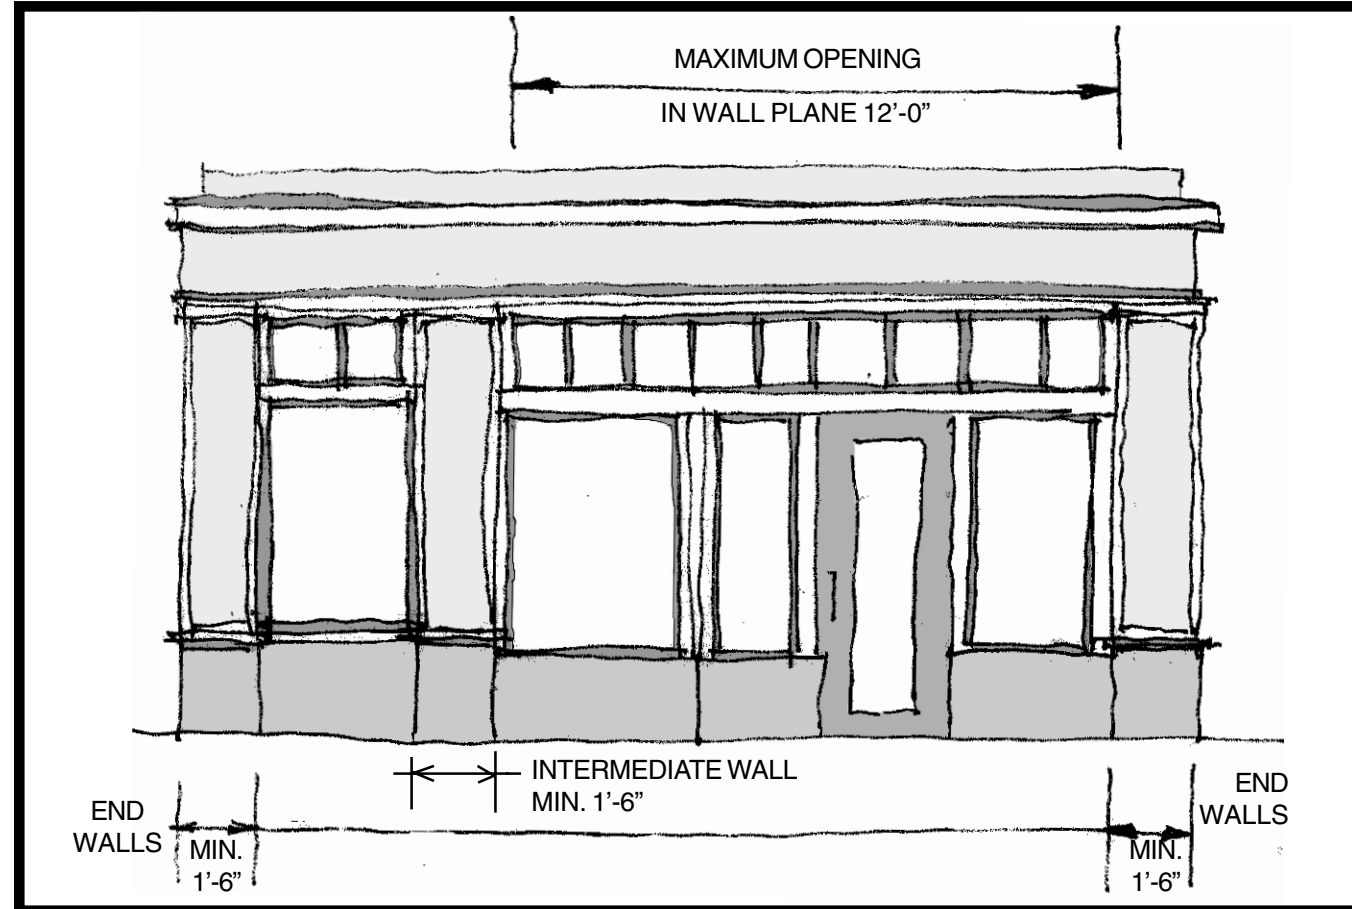 MAXIMUM OPENING
IN WALL PLANE 12’-0”
INTERMEDIATE WALL
MIN. 1’-6”
END
WALLS
MIN.
1’-6”
END
WALLS
MIN.
1’-6”